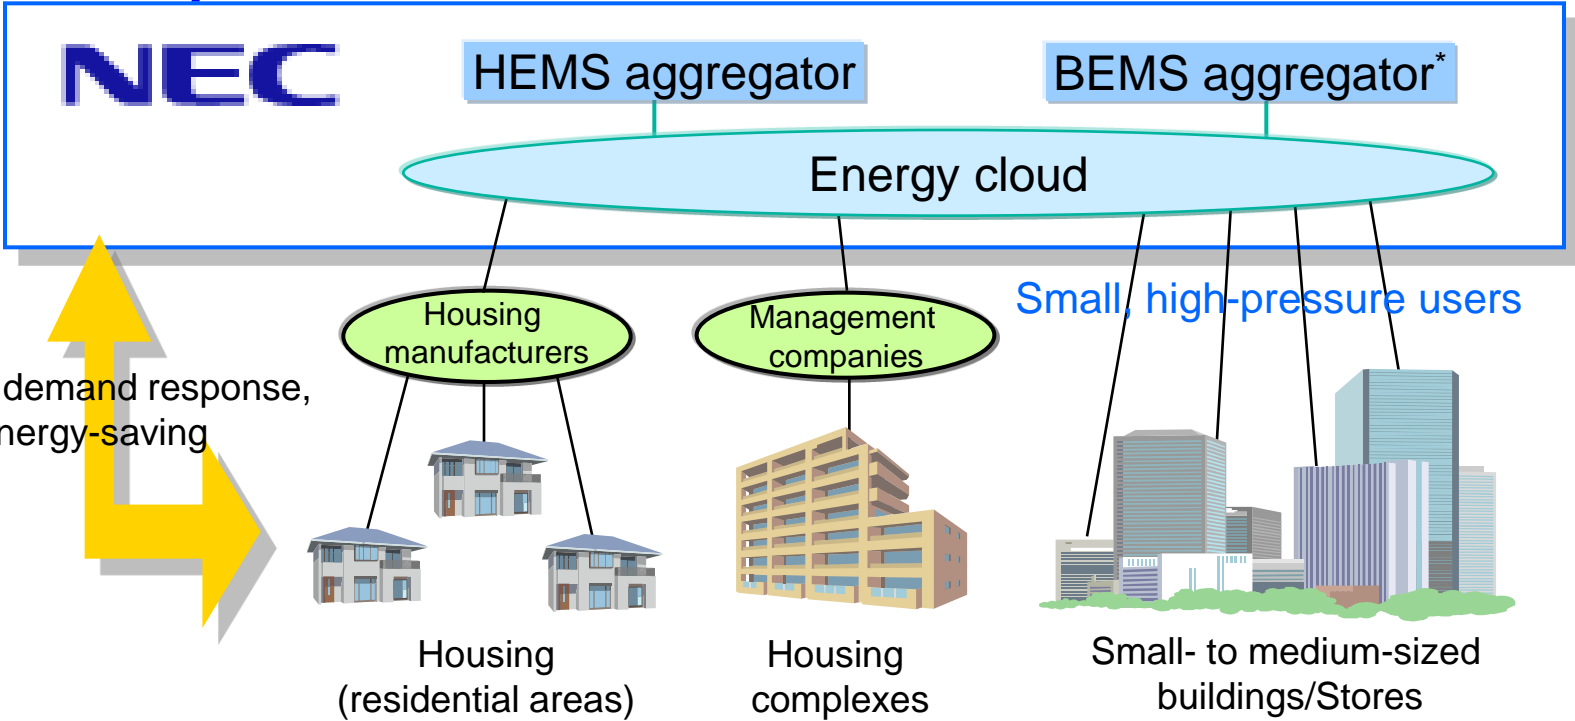 NEC
HEMS aggregator
BEMS aggregator*
Energy cloud
Small, high-pressure users
Housing
manufacturers
Management
companies
demand response,
nergy-saving
Housing
(residential areas)
Housing
complexes
Small- to medium-sized
buildings/Stores